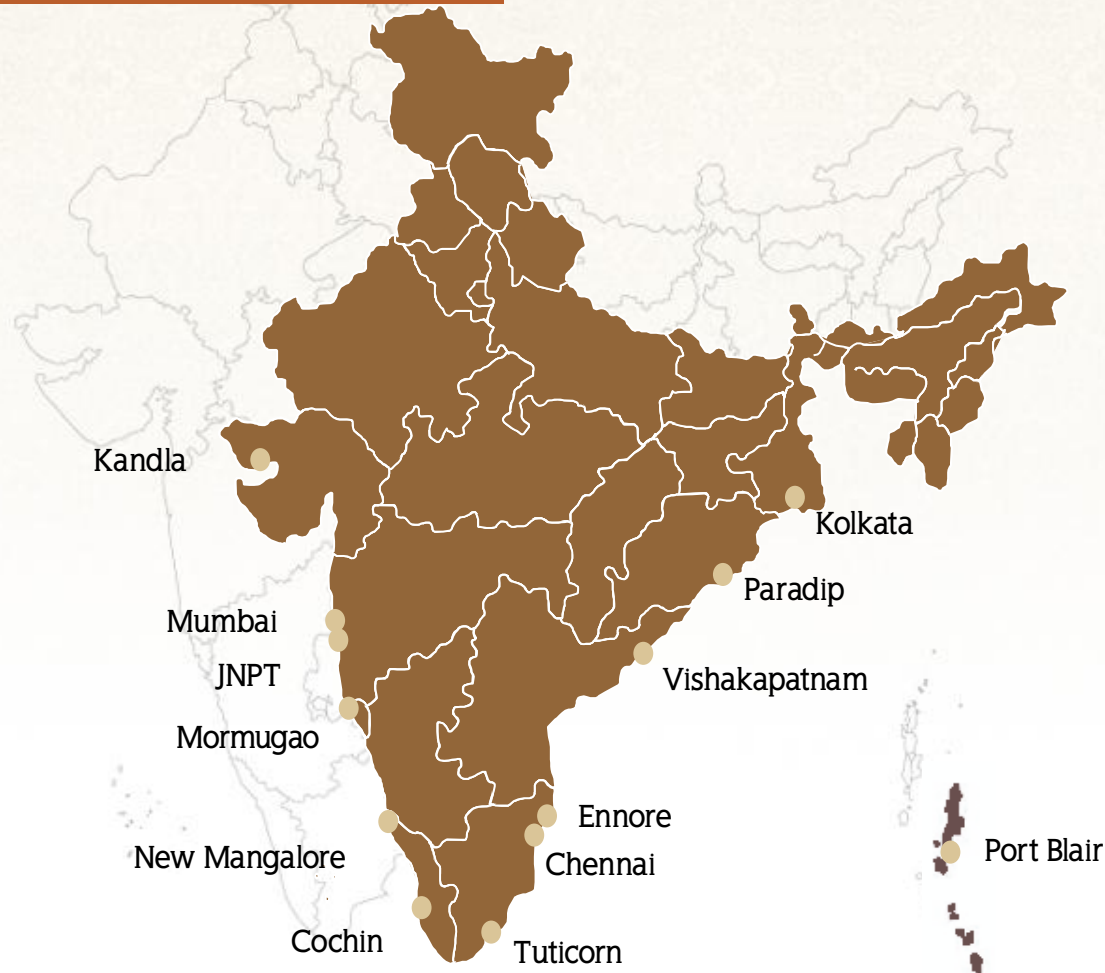 Kandla
Kolkata
Paradip
Mumbai
JNPT
Vishakapatnam
Mormugao
Ennore
Port Blair
New Mangalore
Chennai
Cochin
Tuticorn